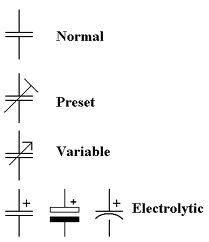 Normal
Preset
Variable
+ + + Electrolytic